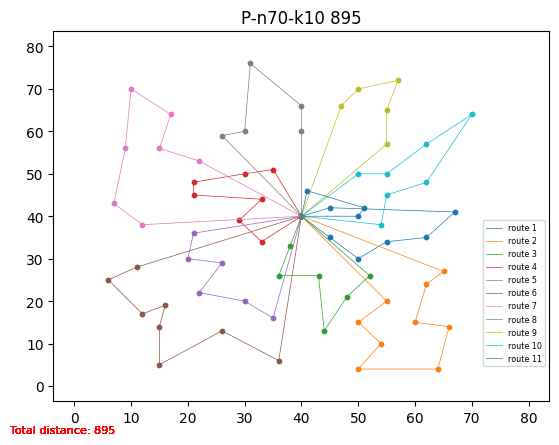 P-n70-k10 895
80
70
60
50
40
30
20
10
0
0 10 20 30 40 50 60 70 80
route 1
route 2
route 3
route 4
route 5
route 6
route 7
route 8
route 9
route 10
route 11
Total distance: 895